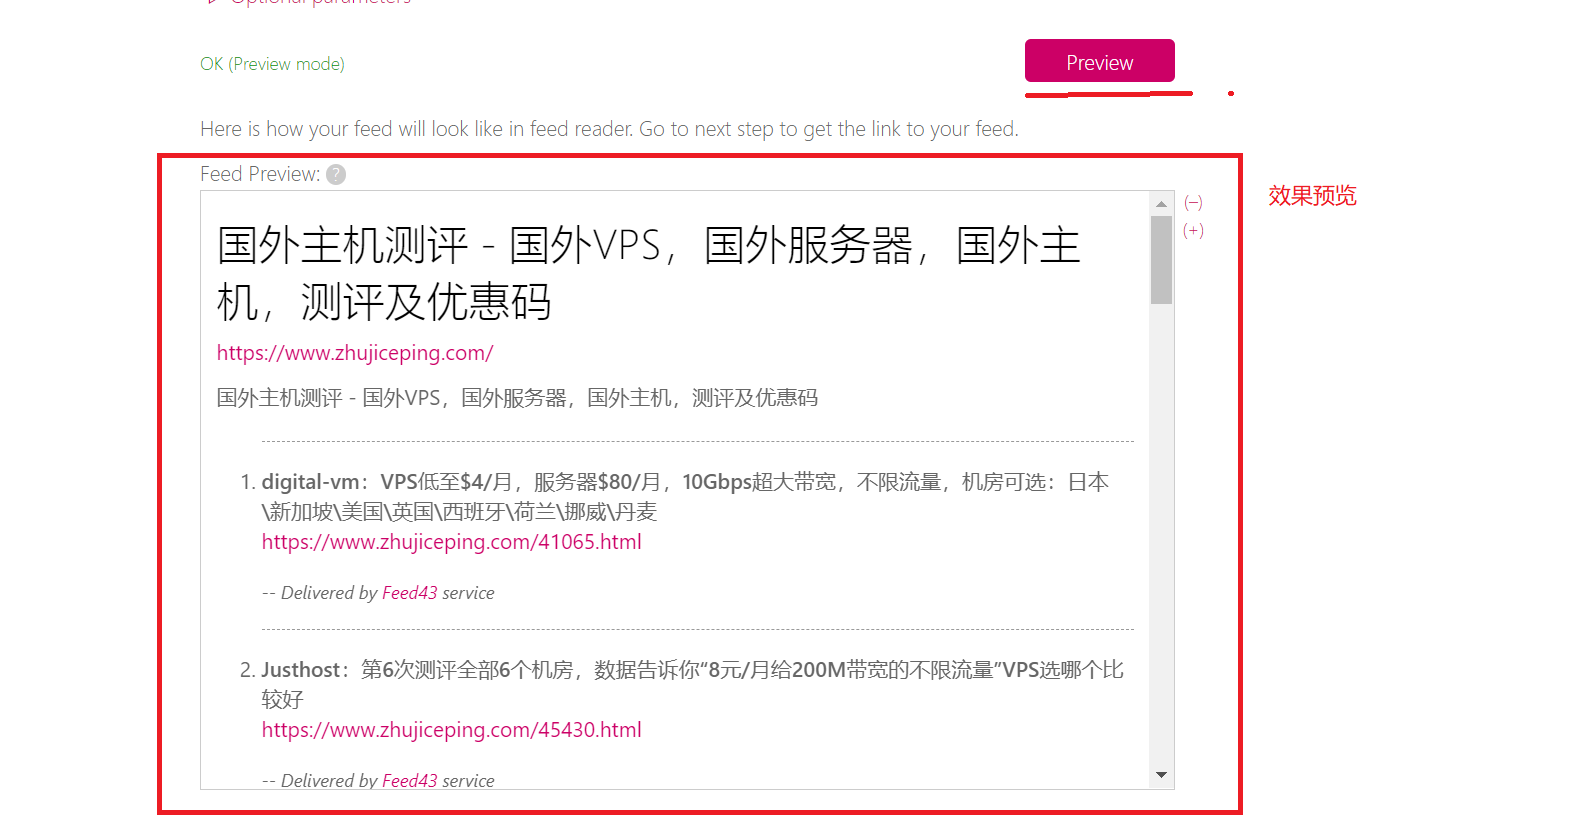 Optional parameters
OK (Preview mode)
Preview
Here is how your feed will look like in feed reader. Go to next step to get the link to your feed.
Feed Preview: ?
效果预览
(−)
(+)
国外主机测评 - 国外VPS，国外服务器，国外主
机，测评及优惠码
https://www.zhujiceping.com/
国外主机测评 - 国外VPS，国外服务器，国外主机，测评及优惠码
1. digital-vm：VPS低至$4/月，服务器$80/月，10Gbps超大带宽，不限流量，机房可选：日本
\新加坡\美国\英国\西班牙\荷兰\挪威\丹麦
https://www.zhujiceping.com/41065.html
-- Delivered by Feed43 service
2. Justhost：第6次测评全部6个机房，数据告诉你“8元/月给200M带宽的不限流量”VPS选哪个比
较好
https://www.zhujiceping.com/45430.html
-- Delivered by Feed43 service